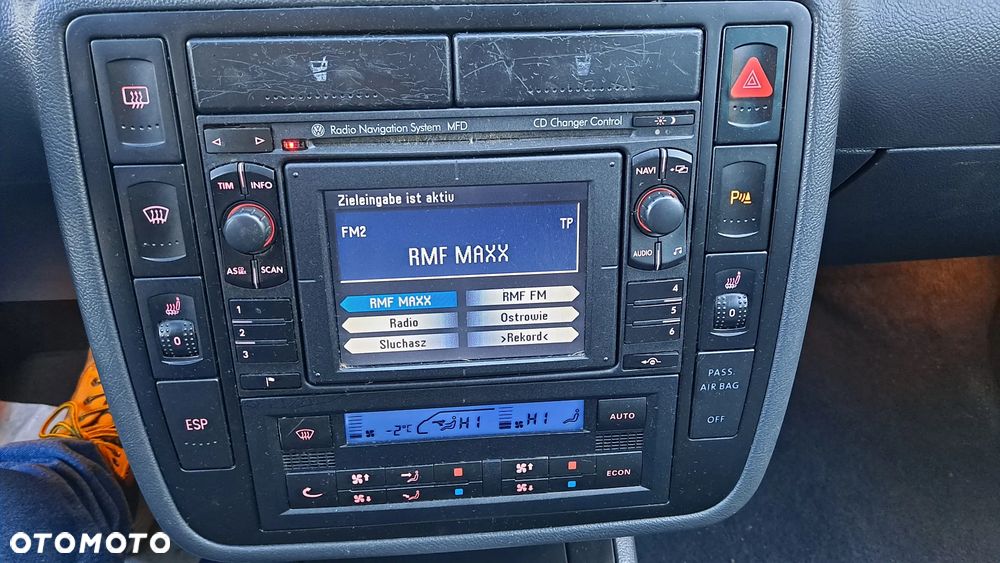 Radio Navigation System MFD
CD Changer Control
TIM
INFO
NAVI
AS
SCAN
AUDIO
Zieleingabe ist aktiv
FM2
TP
RMF MAXX
RMF MAXX
RMF FM
Radio
Ostrowie
Sluchasz
>Rekord<
1
2
3
4
5
6
0
0
ESP
PASS.
AIR BAG
OFF
-2°C
HI
HI
AUTO
ECON
P
OTOMOTO